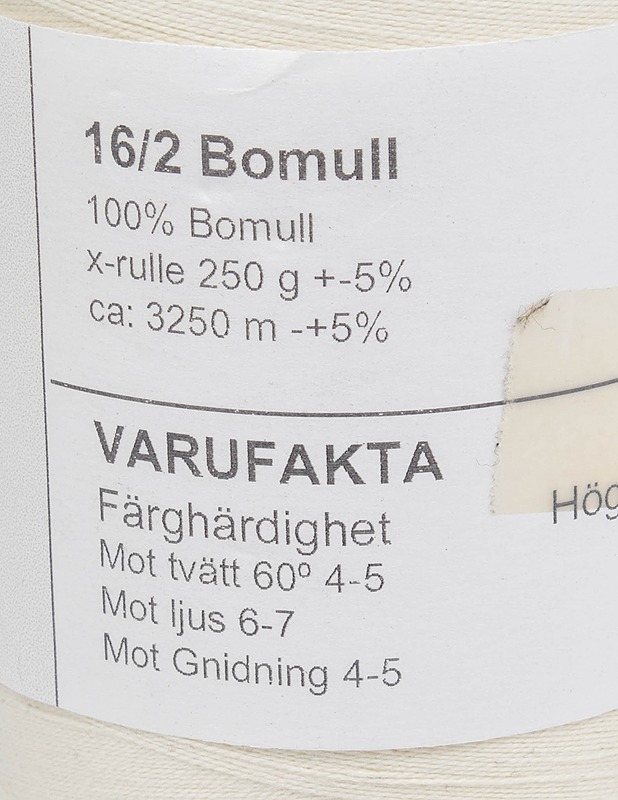 16/2 Bomull
100% Bomull
x-rulle 250 g +-5%
ca: 3250 m -+5%
VARUFAKTA
Färghärdighet
Mot tvätt 60º 4-5
Mot ljus 6-7
Mot Gnidning 4-5
Hög